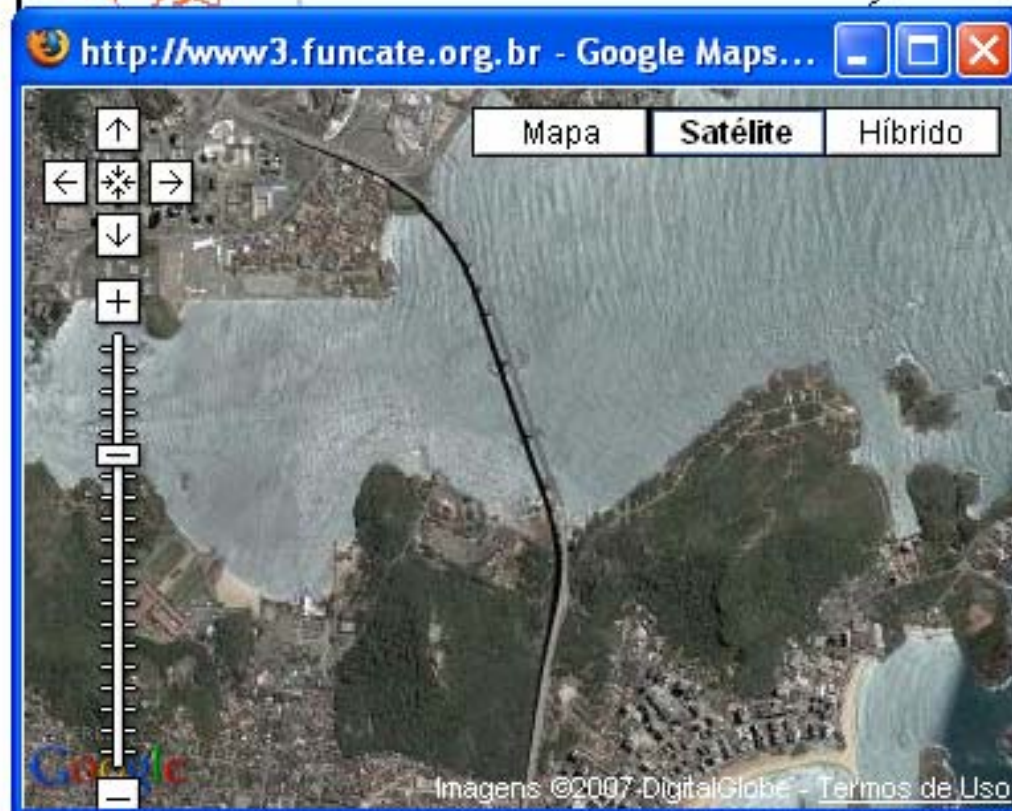 http://www3.funcate.org.br - Google Maps...
Mapa Satélite Híbrido
Google
Imagens ©2007 DigitalGlobe - Termos de Uso